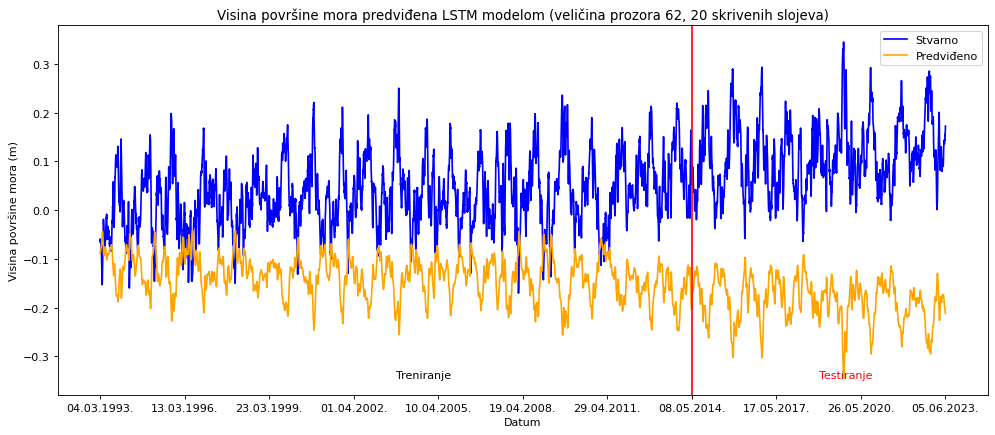 Visina površine mora predviđena LSTM modelom (veličina prozora 62, 20 skrivenih slojeva)
Stvarno
Predviđeno
Visina površine mora (m)
0.3
0.2
0.1
0.0
−0.1
−0.2
−0.3
Treniranje
Testiranje
04.03.1993.
13.03.1996.
23.03.1999.
01.04.2002.
10.04.2005.
19.04.2008.
29.04.2011.
08.05.2014.
17.05.2017.
26.05.2020.
05.06.2023.
Datum